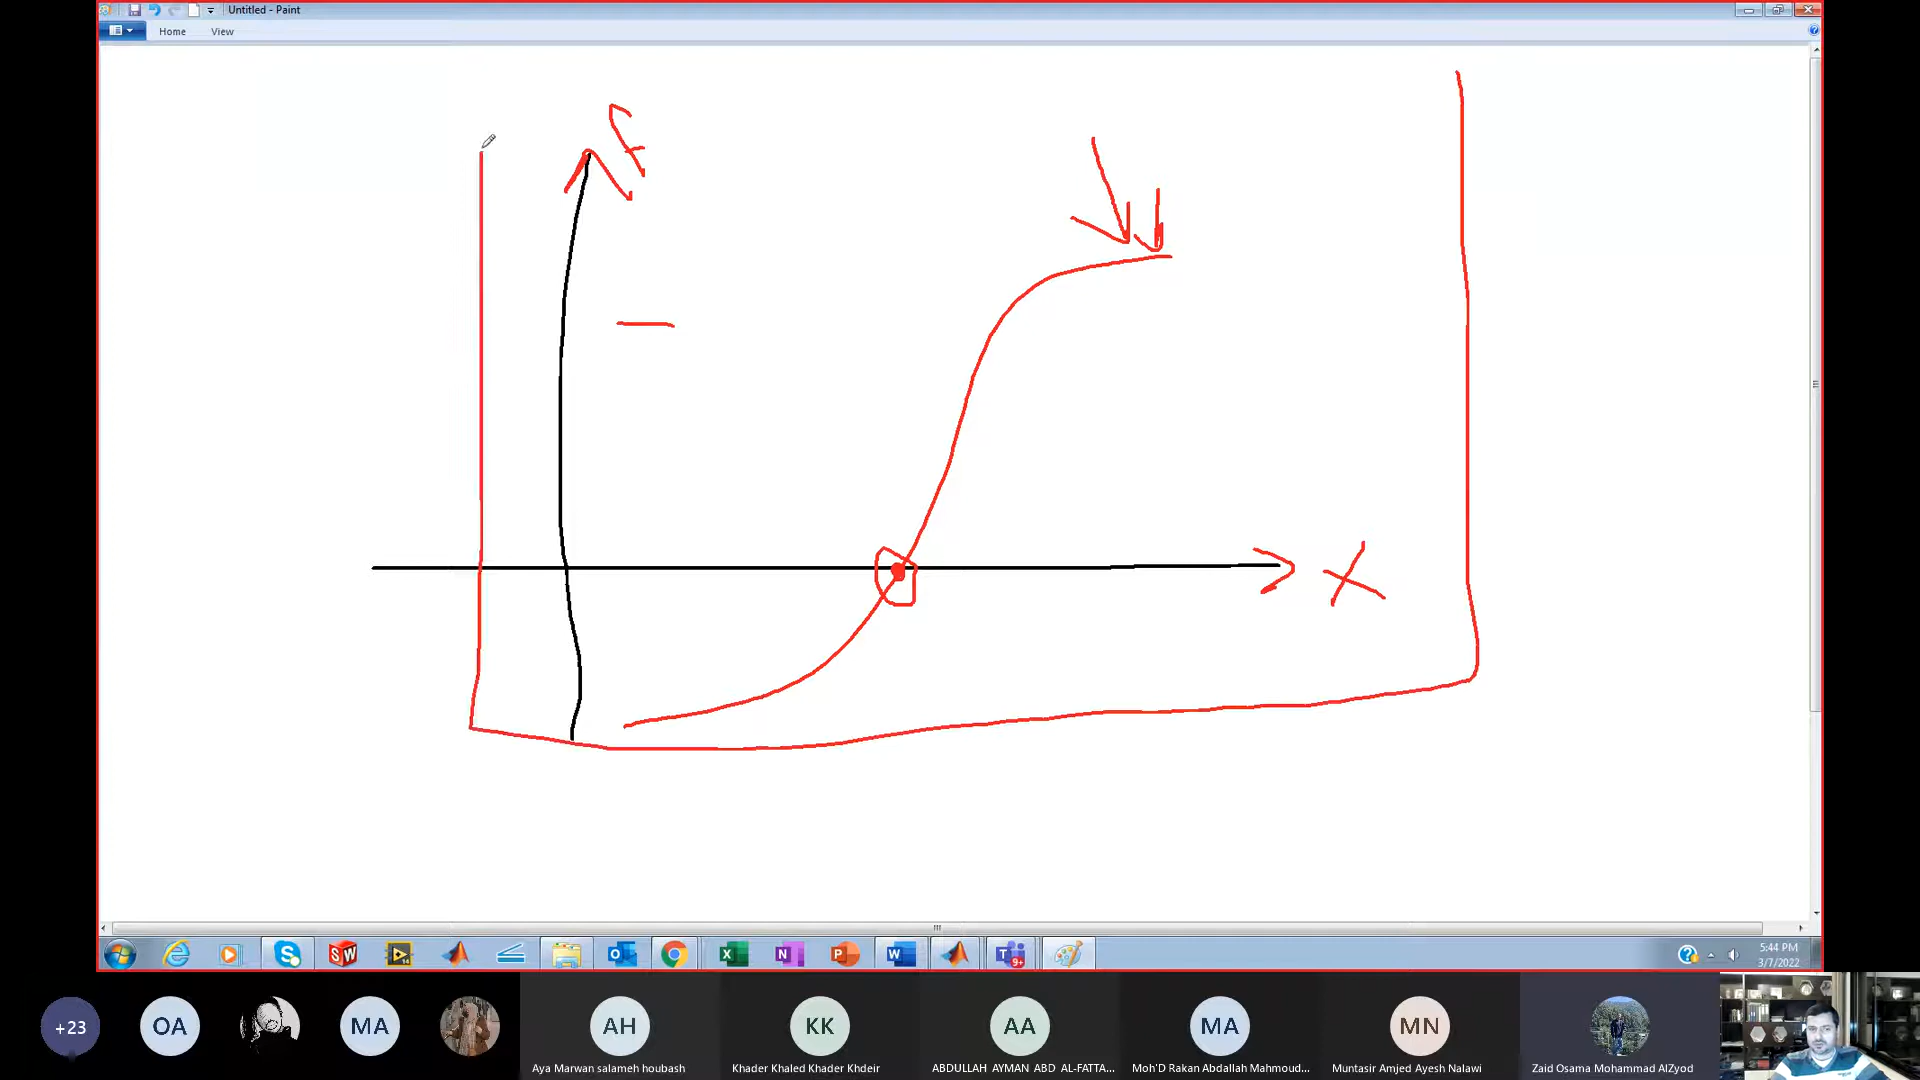 Untitled - Paint
Home View
f
X
5:44 PM
3/7/2022
9+
+23
OA
MA
AH
KK
AA
MA
MN
Aya Marwan salameh houbash
Khader Khaled Khader Khdeir
ABDULLAH AYMAN ABD AL-FATTA...
Moh'D Rakan Abdallah Mahmoud...
Muntasir Amjed Ayesh Nalawi
Zaid Osama Mohammad AlZyod